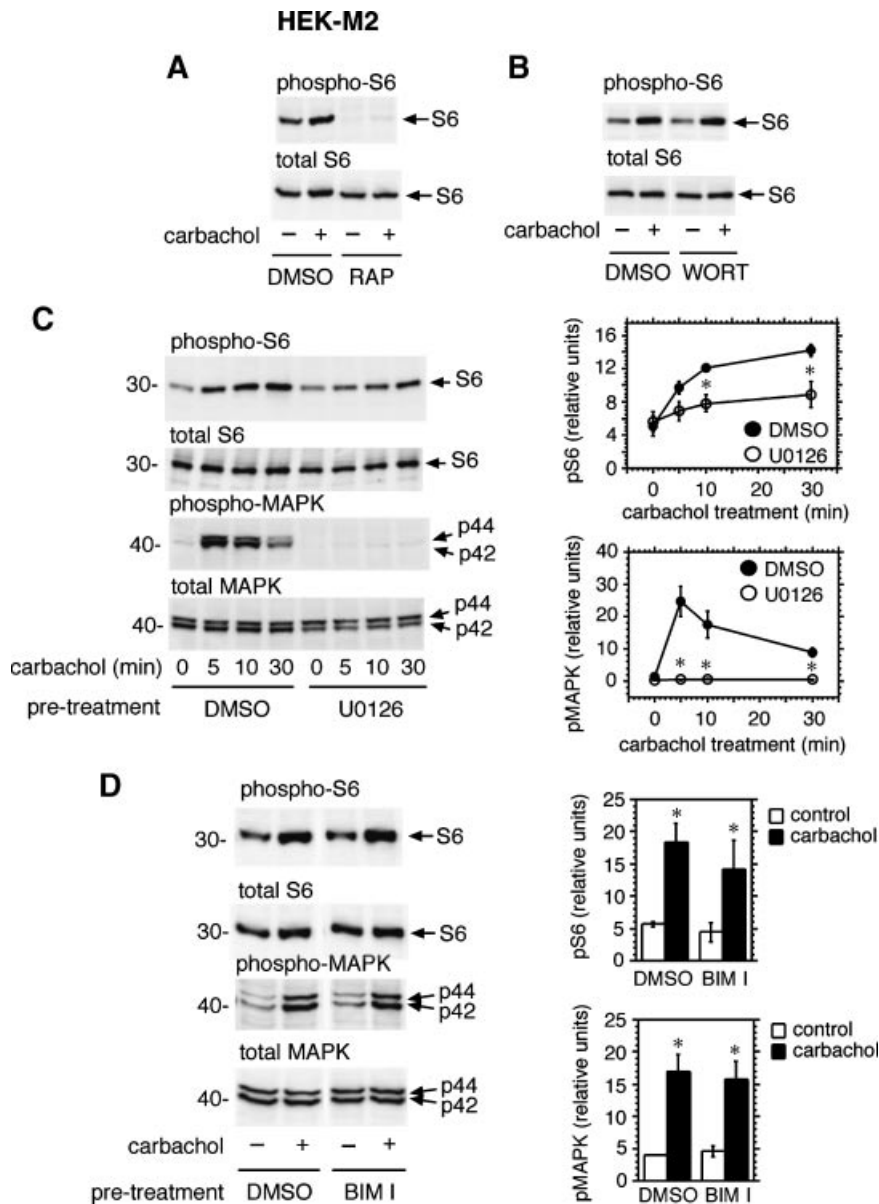 HEK-M2
A
phospho-S6
S6
total S6
S6
carbachol – + – +
DMSO RAP
B
phospho-S6
S6
total S6
S6
carbachol – + – +
DMSO WORT
C
phospho-S6
30- S6
total S6
30- S6
phospho-MAPK
p44
40- p42
total MAPK
p44
40- p42
carbachol (min) 0 5 10 30 0 5 10 30
pre-treatment DMSO U0126
pS6 (relative units)
16
12
8
4
0
* *
DMSO
U0126
0 10 20 30
carbachol treatment (min)
pMAPK (relative units)
40
30
20
10
0
* * *
DMSO
U0126
0 10 20 30
carbachol treatment (min)
D
phospho-S6
30- S6
total S6
30- S6
phospho-MAPK
p44
40- p42
total MAPK
p44
40- p42
carbachol – + – +
pre-treatment DMSO BIM I
pS6 (relative units)
25
20
15
10
5
0
* *
control
carbachol
DMSO BIM I
pMAPK (relative units)
25
20
15
10
5
0
* *
control
carbachol
DMSO BIM I